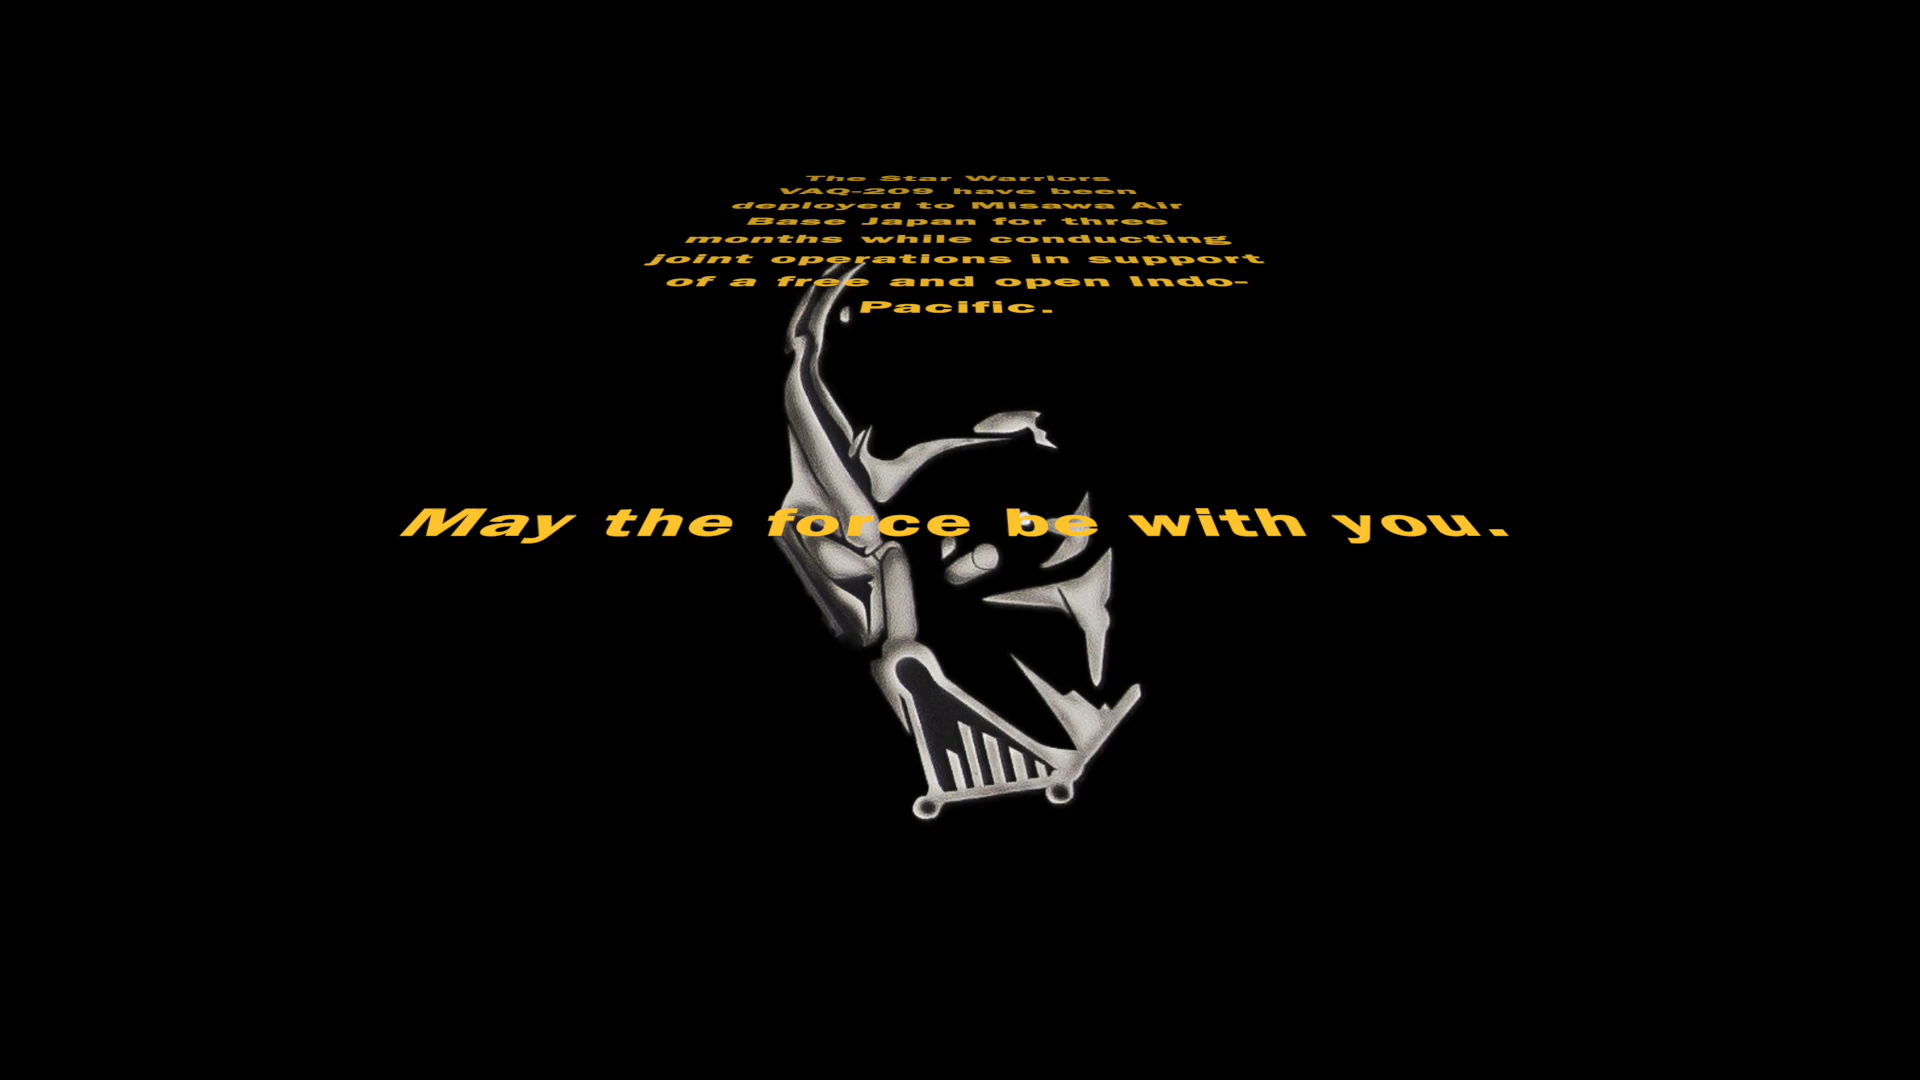 The Star Warriors
VAQ-209 have been
deployed to Misawa Air
Base Japan for three
months while conducting
joint operations in support
of a free and open Indo-
Pacific.
May the force be with you.